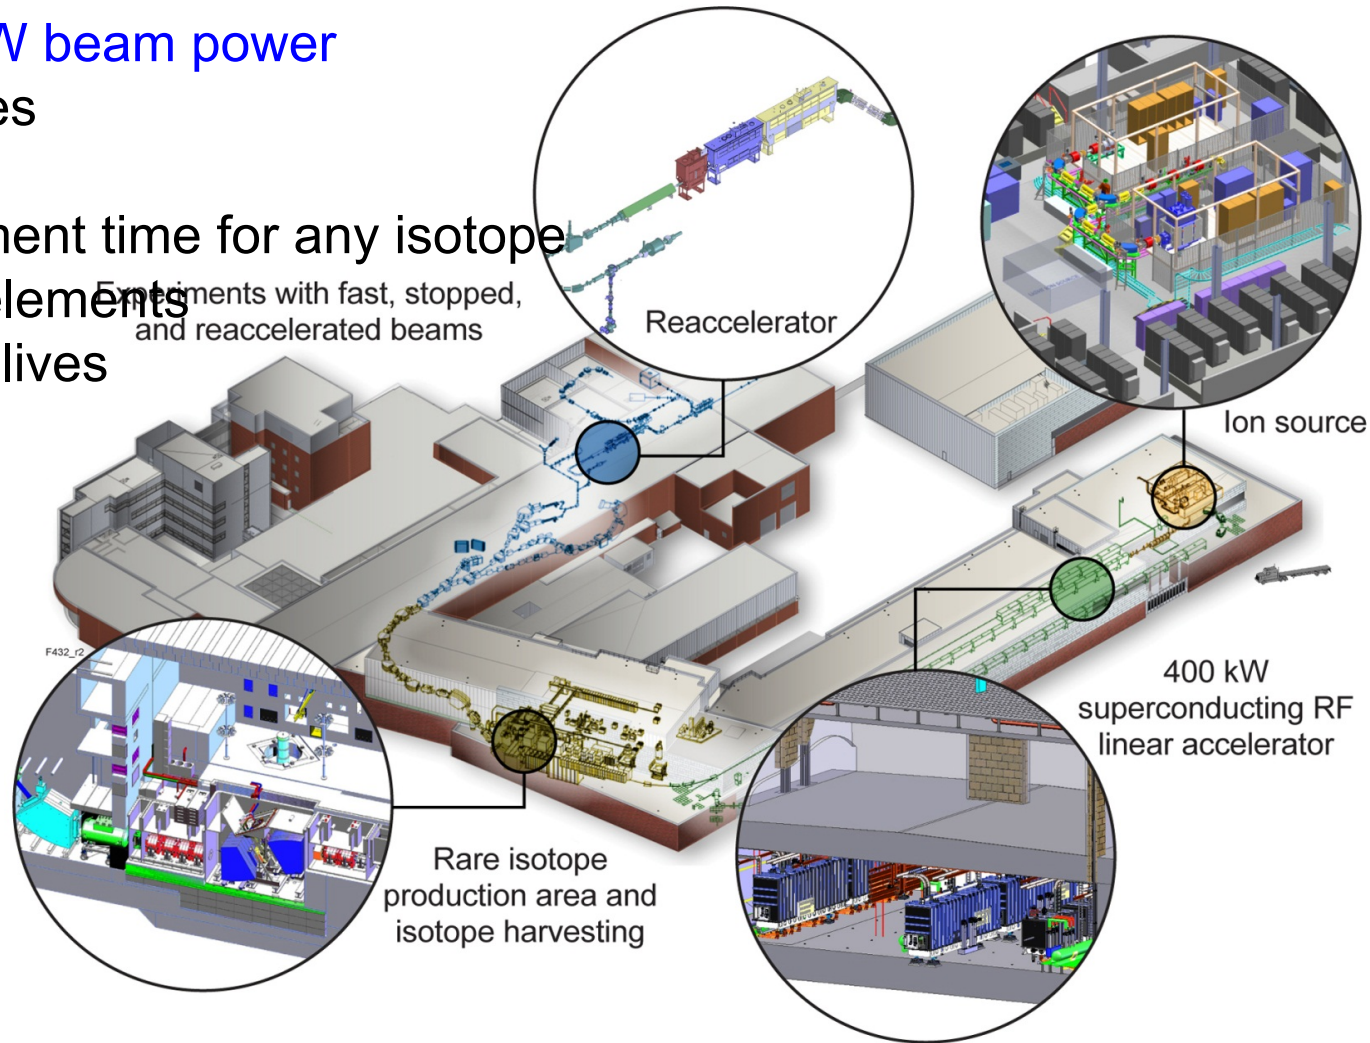 W beam power
es
nent time for any isotope
elements
lives
Experiments with fast, stopped,
and reaccelerated beams
Reaccelerator
Ion source
400 kW
superconducting RF
linear accelerator
F432_r2
Rare isotope
production area and
isotope harvesting